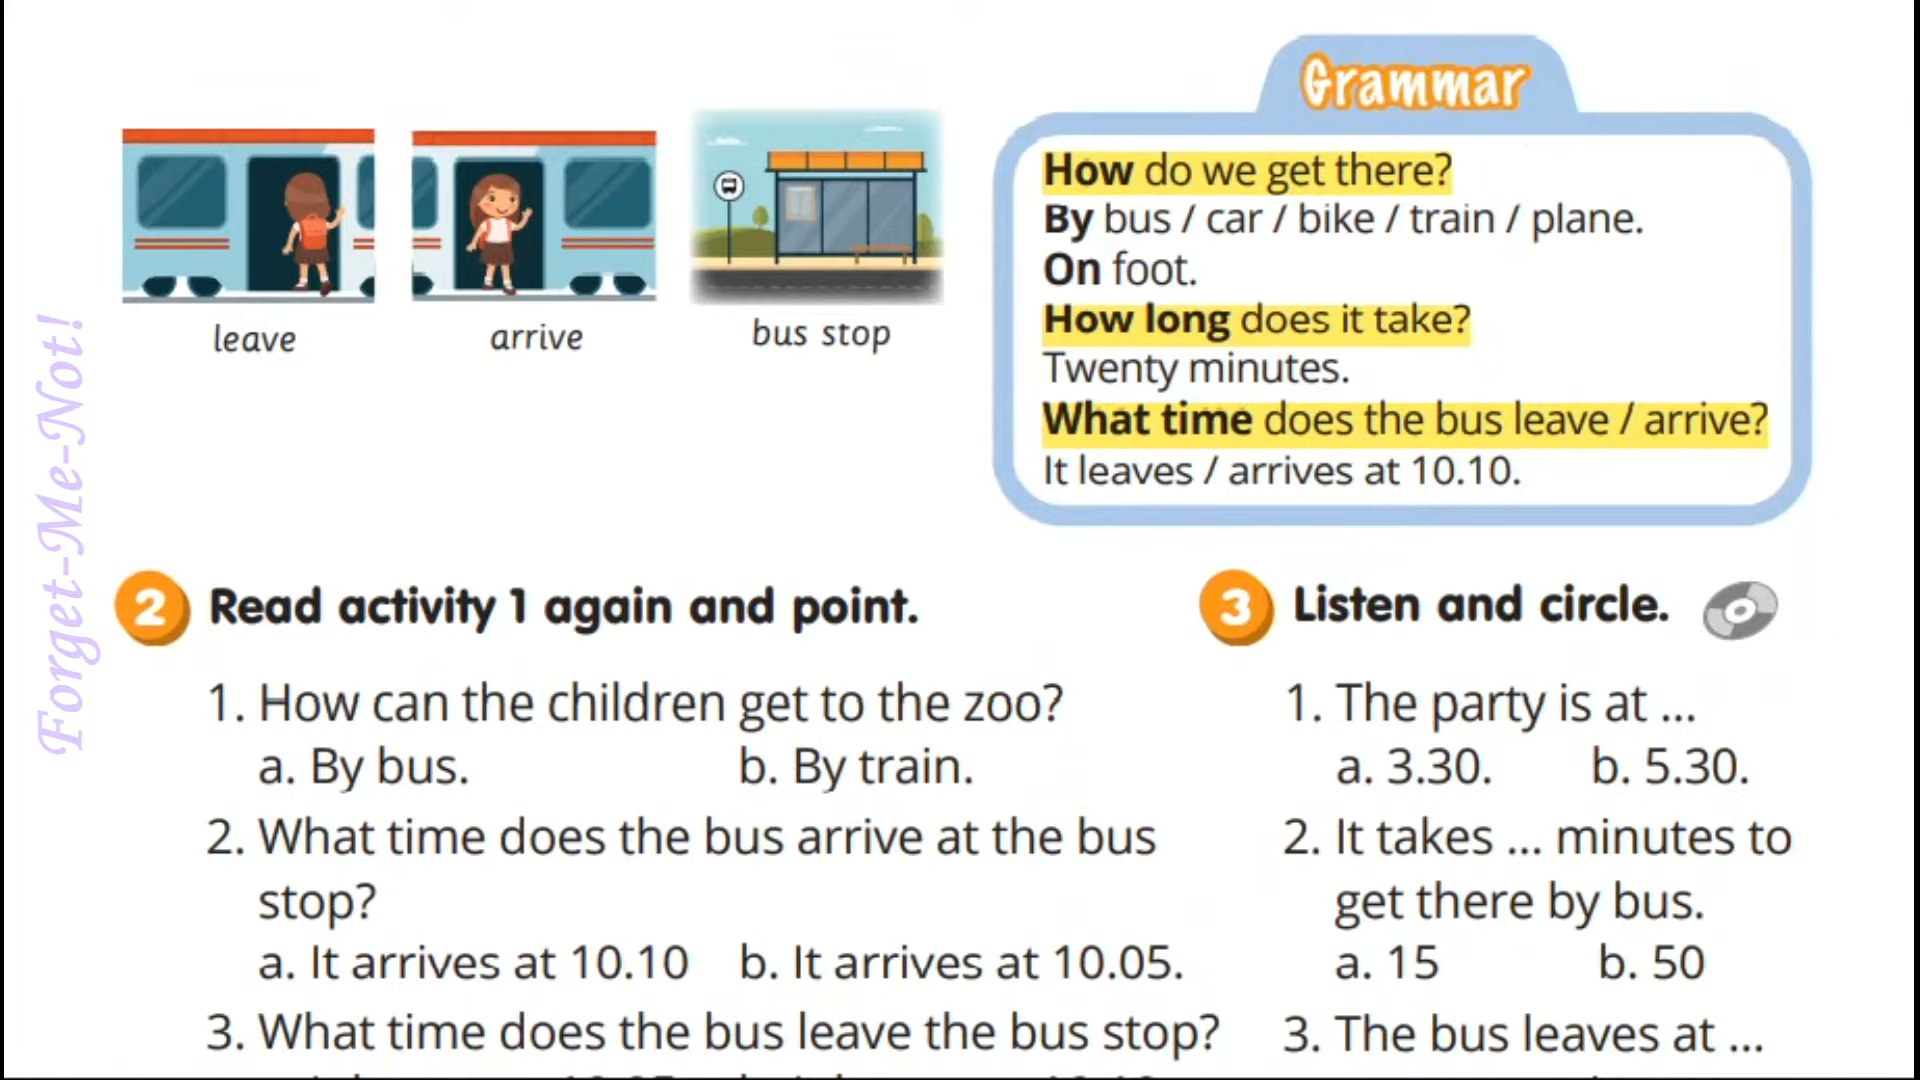 Grammar
How do we get there?
By bus / car / bike / train / plane.
On foot.
How long does it take?
Twenty minutes.
What time does the bus leave / arrive?
It leaves / arrives at 10.10.
leave
arrive
bus stop
Forget-Me-Not!
2 Read activity 1 again and point.
1. How can the children get to the zoo?
a. By bus. b. By train.
2. What time does the bus arrive at the bus
stop?
a. It arrives at 10.10 b. It arrives at 10.05.
3. What time does the bus leave the bus stop?
3 Listen and circle.
1. The party is at ...
a. 3.30. b. 5.30.
2. It takes ... minutes to
get there by bus.
a. 15 b. 50
3. The bus leaves at ...